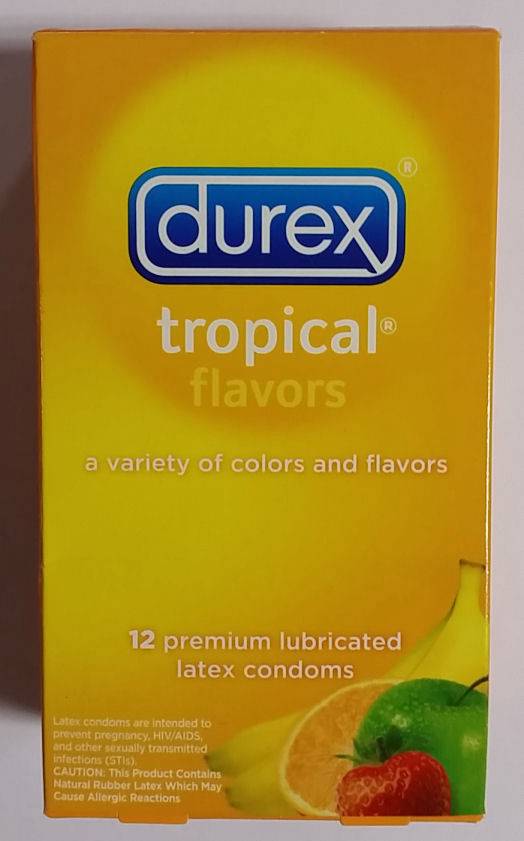 ®
durex
tropical®
flavors
a variety of colors and flavors
12 premium lubricated
latex condoms
Latex condoms are intended to
prevent pregnancy, HIV/AIDS,
and other sexually transmitted
infections (STIs).
CAUTION: This Product Contains
Natural Rubber Latex Which May
Cause Allergic Reactions